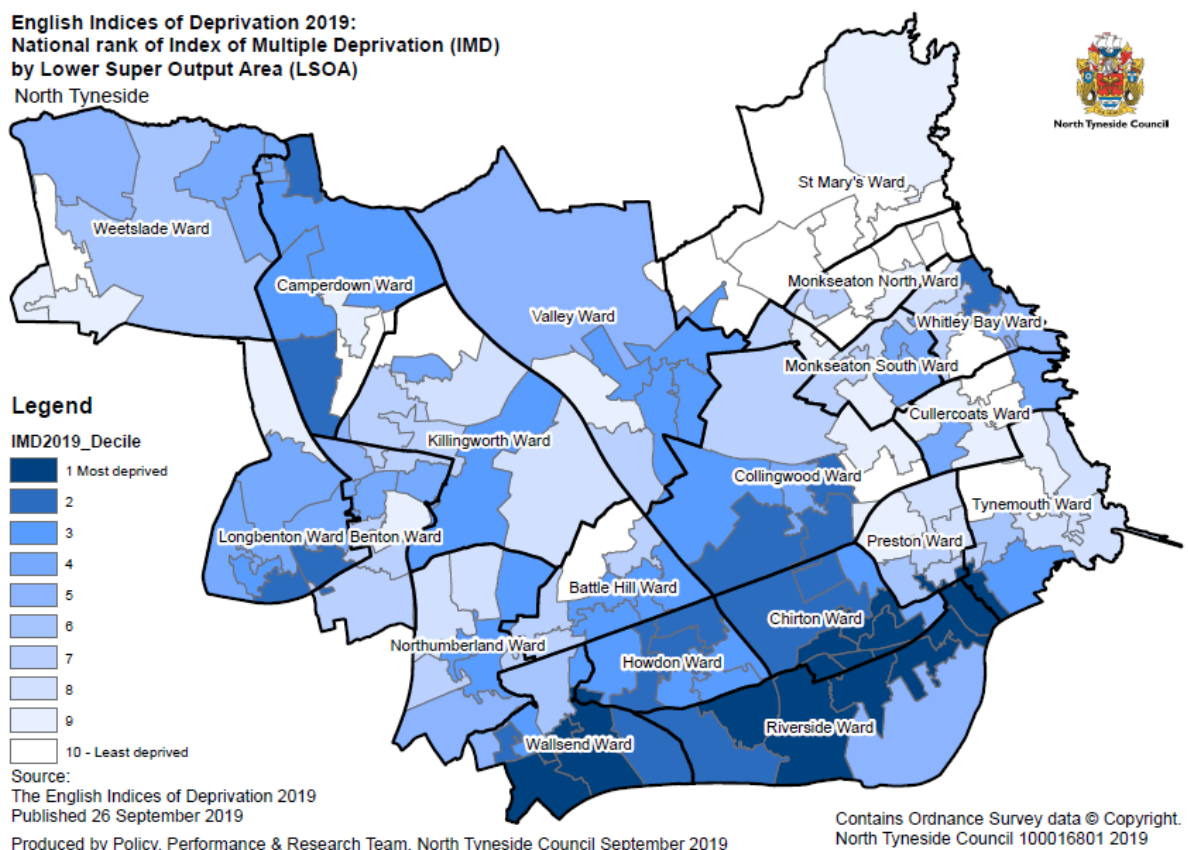 English Indices of Deprivation 2019:
National rank of Index of Multiple Deprivation (IMD)
by Lower Super Output Area (LSOA)
North Tyneside
North Tyneside Council
St Mary's Ward
Weetslade Ward
Camperdown Ward
Monkseaton North Ward
Valley Ward
Whitley Bay Ward
Monkseaton South Ward
Cullercoats Ward
Killingworth Ward
Collingwood Ward
Tynemouth Ward
Longbenton Ward
Benton Ward
Preston Ward
Battle Hill Ward
Chirton Ward
Northumberland Ward
Howdon Ward
Riverside Ward
Wallsend Ward
Legend
IMD2019_Decile
1 Most deprived
2
3
4
5
6
7
8
9
10 - Least deprived
Source:
The English Indices of Deprivation 2019
Published 26 September 2019
Produced by Policy, Performance & Research Team, North Tyneside Council September 2019
Contains Ordnance Survey data © Copyright.
North Tyneside Council 100016801 2019